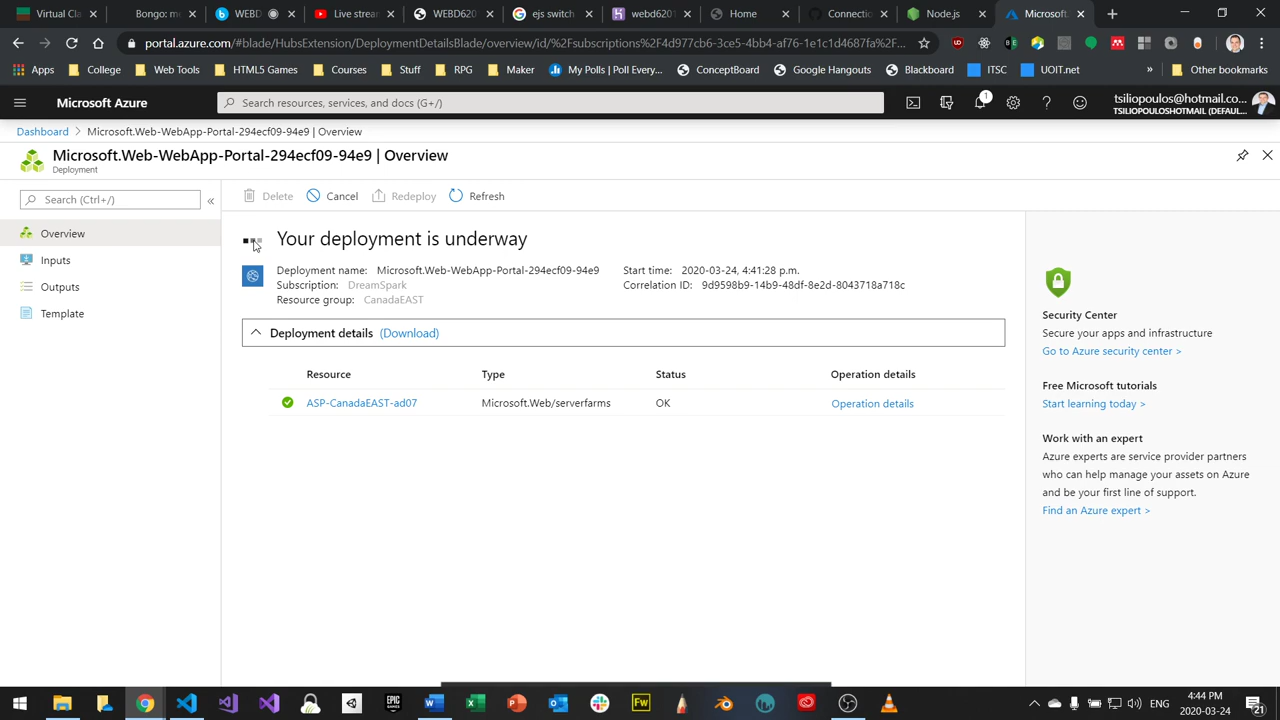 Virtual Cla
Bongo: m
WEBD
Live strean
WEBD620
ejs switch
webd6201
Home
Connectio
Node.js
Microsoft
portal.azure.com/#blade/HubsExtension/DeploymentDetailsBlade/overview/id/%2Fsubscriptions%2F4d977cb6-3ce5-4bb4-af76-1e1c1d4687fa%2F...
Apps
College
Web Tools
HTML5 Games
Courses
Stuff
RPG
Maker
My Polls | Poll Every...
ConceptBoard
Google Hangouts
Blackboard
ITSC
UOIT.net
»
Other bookmarks
Microsoft Azure
Search resources, services, and docs (G+/)
1
tsiliopoulos@hotmail.co...
TSILIOPOULOSHOTMAIL (DEFAUL...
Dashboard > Microsoft.Web-WebApp-Portal-294ecf09-94e9 | Overview
Microsoft.Web-WebApp-Portal-294ecf09-94e9 | Overview
Deployment
Search (Ctrl+/)
«
Overview
Inputs
Outputs
Template
Delete
Cancel
Redeploy
Refresh
Your deployment is underway
Deployment name: Microsoft.Web-WebApp-Portal-294ecf09-94e9
Subscription: DreamSpark
Resource group: CanadaEAST
Start time: 2020-03-24, 4:41:28 p.m.
Correlation ID: 9d9598b9-14b9-48df-8e2d-8043718a718c
Deployment details (Download)
Resource Type Status Operation details
ASP-CanadaEAST-ad07 Microsoft.Web/serverfarms OK Operation details
Security Center
Secure your apps and infrastructure
Go to Azure security center >
Free Microsoft tutorials
Start learning today >
Work with an expert
Azure experts are service provider partners
who can help manage your assets on Azure
and be your first line of support.
Find an Azure expert >
ENG
4:44 PM
2020-03-24
21